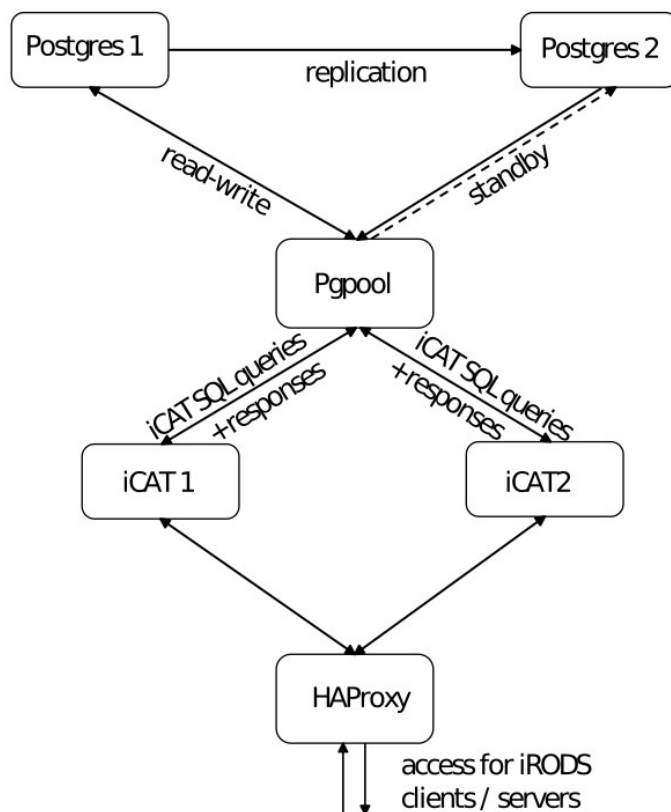 Postgres 1
Postgres 2
replication
read-write
standby
Pgpool
iCAT SQL queries
+responses
iCAT SQL queries
+responses
iCAT 1
iCAT2
HAProxy
access for iRODS
clients / servers